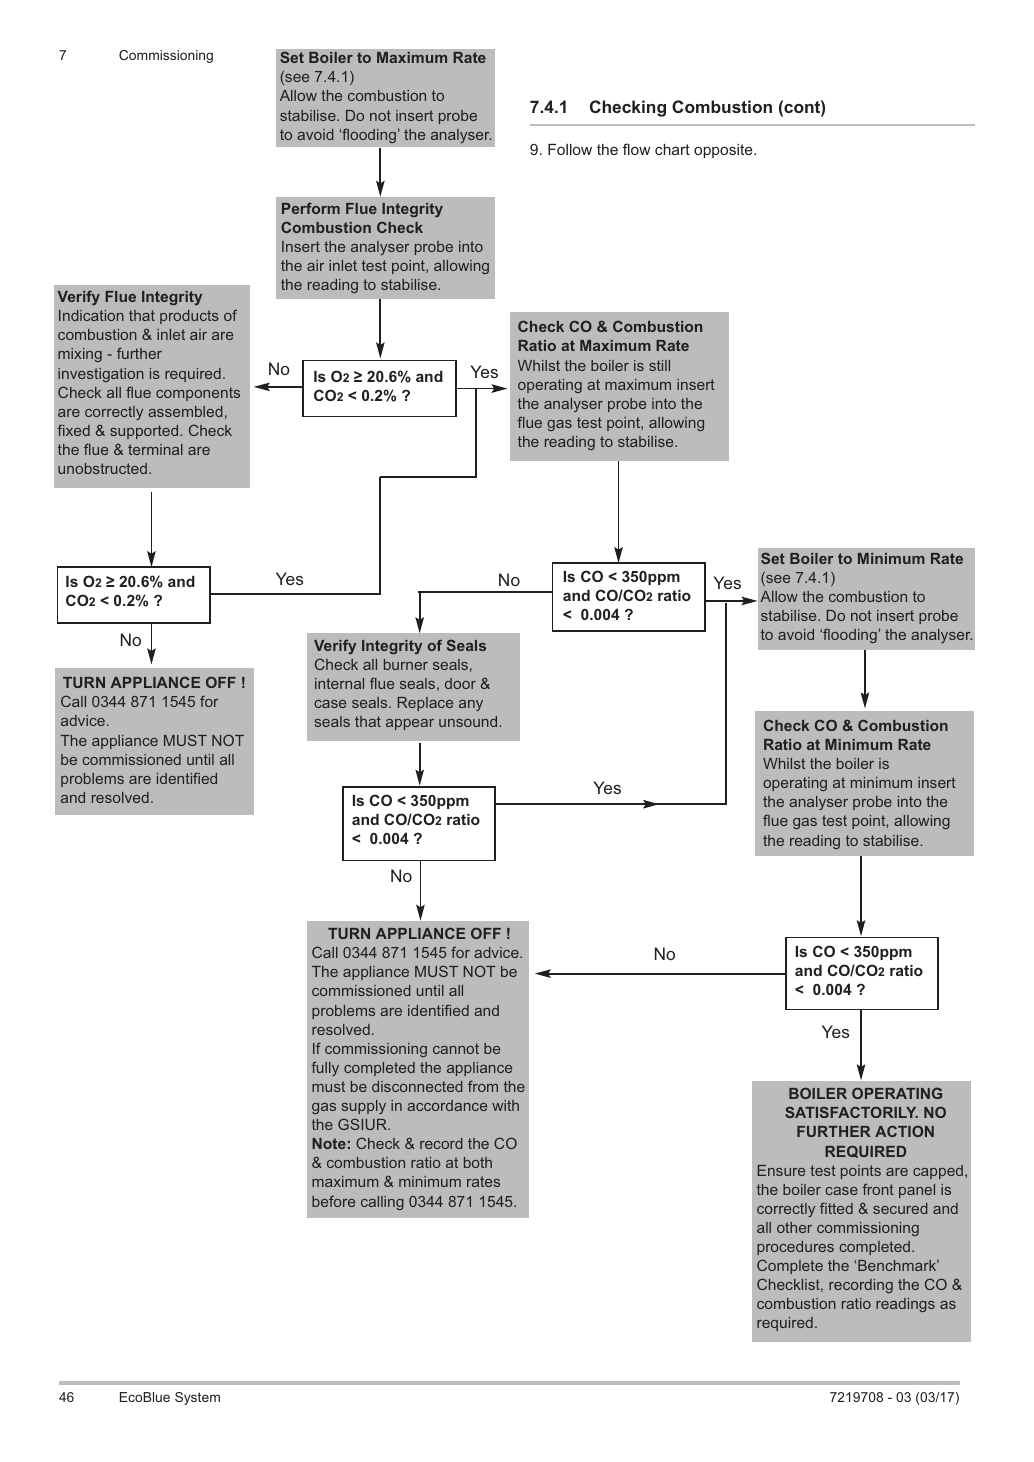 7 Commissioning
Set Boiler to Maximum Rate
(see 7.4.1)
Allow the combustion to
stabilise. Do not insert probe
to avoid ‘flooding’ the analyser.
7.4.1 Checking Combustion (cont)
9. Follow the flow chart opposite.
Perform Flue Integrity
Combustion Check
Insert the analyser probe into
the air inlet test point, allowing
the reading to stabilise.
Verify Flue Integrity
Indication that products of
combustion & inlet air are
mixing - further
investigation is required.
Check all flue components
are correctly assembled,
fixed & supported. Check
the flue & terminal are
unobstructed.
No
Is O2 ≥ 20.6% and
CO2 < 0.2% ?
Yes
Check CO & Combustion
Ratio at Maximum Rate
Whilst the boiler is still
operating at maximum insert
the analyser probe into the
flue gas test point, allowing
the reading to stabilise.
Is O2 ≥ 20.6% and
CO2 < 0.2% ?
Yes
No
TURN APPLIANCE OFF !
Call 0344 871 1545 for
advice.
The appliance MUST NOT
be commissioned until all
problems are identified
and resolved.
No
Is CO < 350ppm
and CO/CO2 ratio
< 0.004 ?
Yes
Set Boiler to Minimum Rate
(see 7.4.1)
Allow the combustion to
stabilise. Do not insert probe
to avoid ‘flooding’ the analyser.
Verify Integrity of Seals
Check all burner seals,
internal flue seals, door &
case seals. Replace any
seals that appear unsound.
Check CO & Combustion
Ratio at Minimum Rate
Whilst the boiler is
operating at minimum insert
the analyser probe into the
flue gas test point, allowing
the reading to stabilise.
Is CO < 350ppm
and CO/CO2 ratio
< 0.004 ?
Yes
No
TURN APPLIANCE OFF !
Call 0344 871 1545 for advice.
The appliance MUST NOT be
commissioned until all
problems are identified and
resolved.
If commissioning cannot be
fully completed the appliance
must be disconnected from the
gas supply in accordance with
the GSIUR.
Note: Check & record the CO
& combustion ratio at both
maximum & minimum rates
before calling 0344 871 1545.
No
Is CO < 350ppm
and CO/CO2 ratio
< 0.004 ?
Yes
BOILER OPERATING
SATISFACTORILY. NO
FURTHER ACTION
REQUIRED
Ensure test points are capped,
the boiler case front panel is
correctly fitted & secured and
all other commissioning
procedures completed.
Complete the ‘Benchmark’
Checklist, recording the CO &
combustion ratio readings as
required.
46 EcoBlue System 7219708 - 03 (03/17)